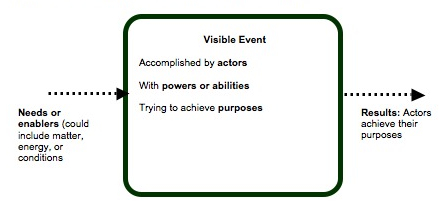 Visible Event
Accomplished by actors
With powers or abilities
Trying to achieve purposes
Needs or
enablers (could
include matter,
energy, or
conditions
Results: Actors
achieve their
purposes